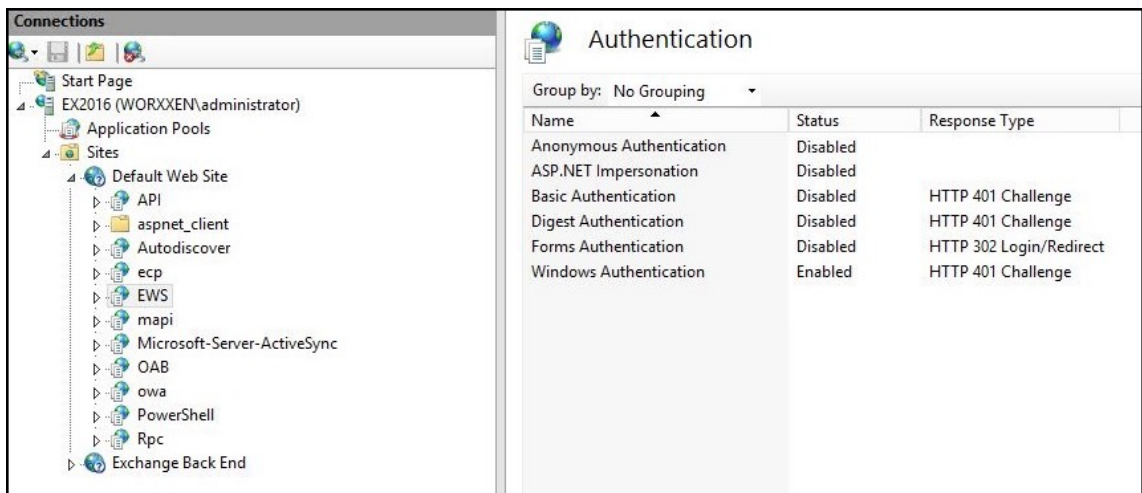 Connections
Start Page
EX2016 (WORXXEN\administrator)
Application Pools
Sites
Default Web Site
API
aspnet_client
Autodiscover
ecp
EWS
mapi
Microsoft-Server-ActiveSync
OAB
owa
PowerShell
Rpc
Exchange Back End
Authentication
Group by: No Grouping
Name Status Response Type
Anonymous Authentication Disabled
ASP.NET Impersonation Disabled
Basic Authentication Disabled HTTP 401 Challenge
Digest Authentication Disabled HTTP 401 Challenge
Forms Authentication Disabled HTTP 302 Login/Redirect
Windows Authentication Enabled HTTP 401 Challenge